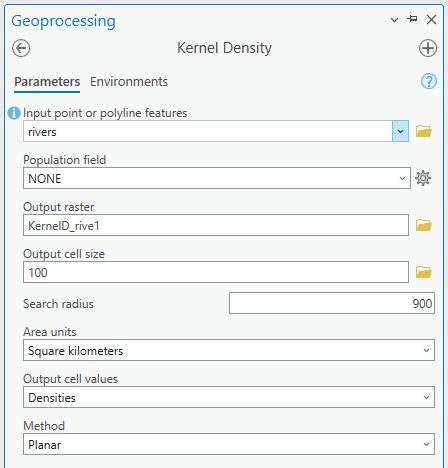 Geoprocessing
Kernel Density
Parameters Environments
Input point or polyline features
rivers
Population field
NONE
Output raster
KernelD_rive1
Output cell size
100
Search radius 900
Area units
Square kilometers
Output cell values
Densities
Method
Planar